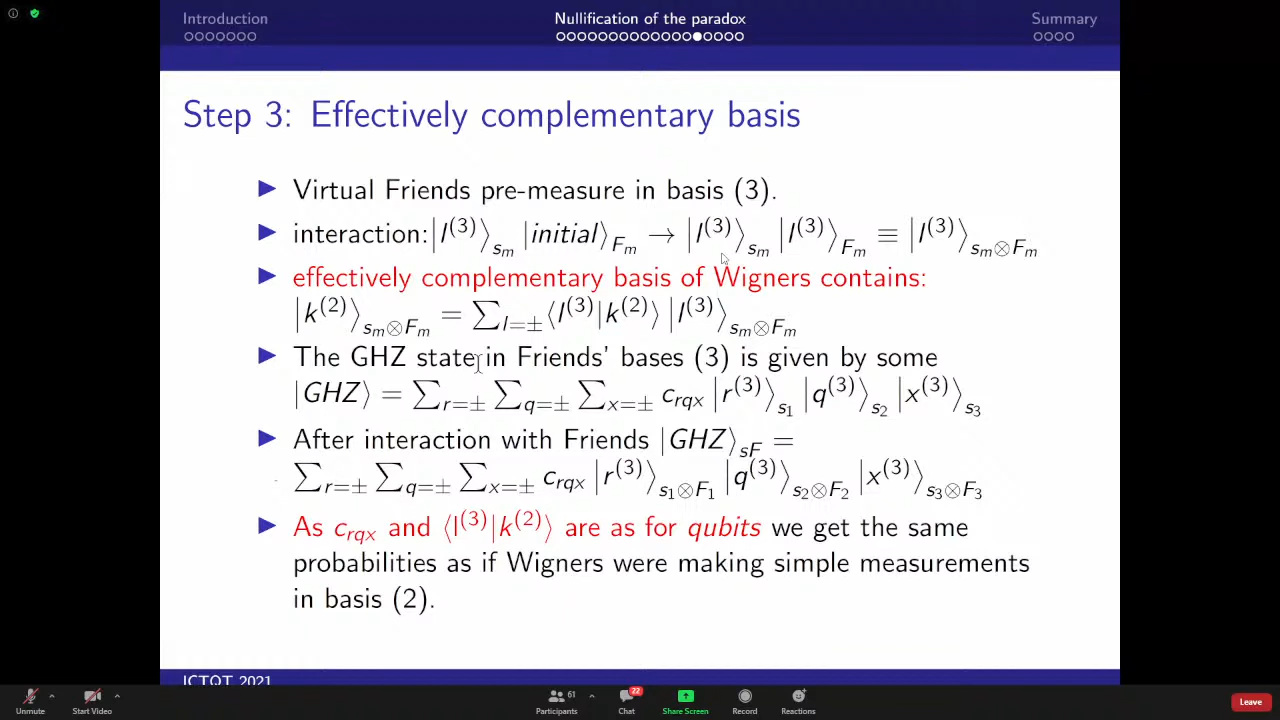 Introduction
Nullification of the paradox
Summary
Step 3: Effectively complementary basis
Virtual Friends pre-measure in basis (3).
interaction:|l⁽³⁾⟩_{s_m} |initial⟩_{F_m} → |l⁽³⁾⟩_{s_m} |l⁽³⁾⟩_{F_m} ≡ |l⁽³⁾⟩_{s_m⊗F_m}
effectively complementary basis of Wigners contains:
|k⁽²⁾⟩_{s_m⊗F_m} = ∑_{l=±} ⟨l⁽³⁾|k⁽²⁾⟩ |l⁽³⁾⟩_{s_m⊗F_m}
The GHZ state in Friends' bases (3) is given by some
|GHZ⟩ = ∑_{r=±} ∑_{q=±} ∑_{x=±} c_{rqx} |r⁽³⁾⟩_{s_1} |q⁽³⁾⟩_{s_2} |x⁽³⁾⟩_{s_3}
After interaction with Friends |GHZ⟩_{sF} =
∑_{r=±} ∑_{q=±} ∑_{x=±} c_{rqx} |r⁽³⁾⟩_{s_1⊗F_1} |q⁽³⁾⟩_{s_2⊗F_2} |x⁽³⁾⟩_{s_3⊗F_3}
As c_{rqx} and ⟨l⁽³⁾|k⁽²⁾⟩ are as for qubits we get the same
probabilities as if Wigners were making simple measurements
in basis (2).
ICTQT 2021
Unmute
Start Video
61
Participants
22
Chat
Share Screen
Record
Reactions
Leave